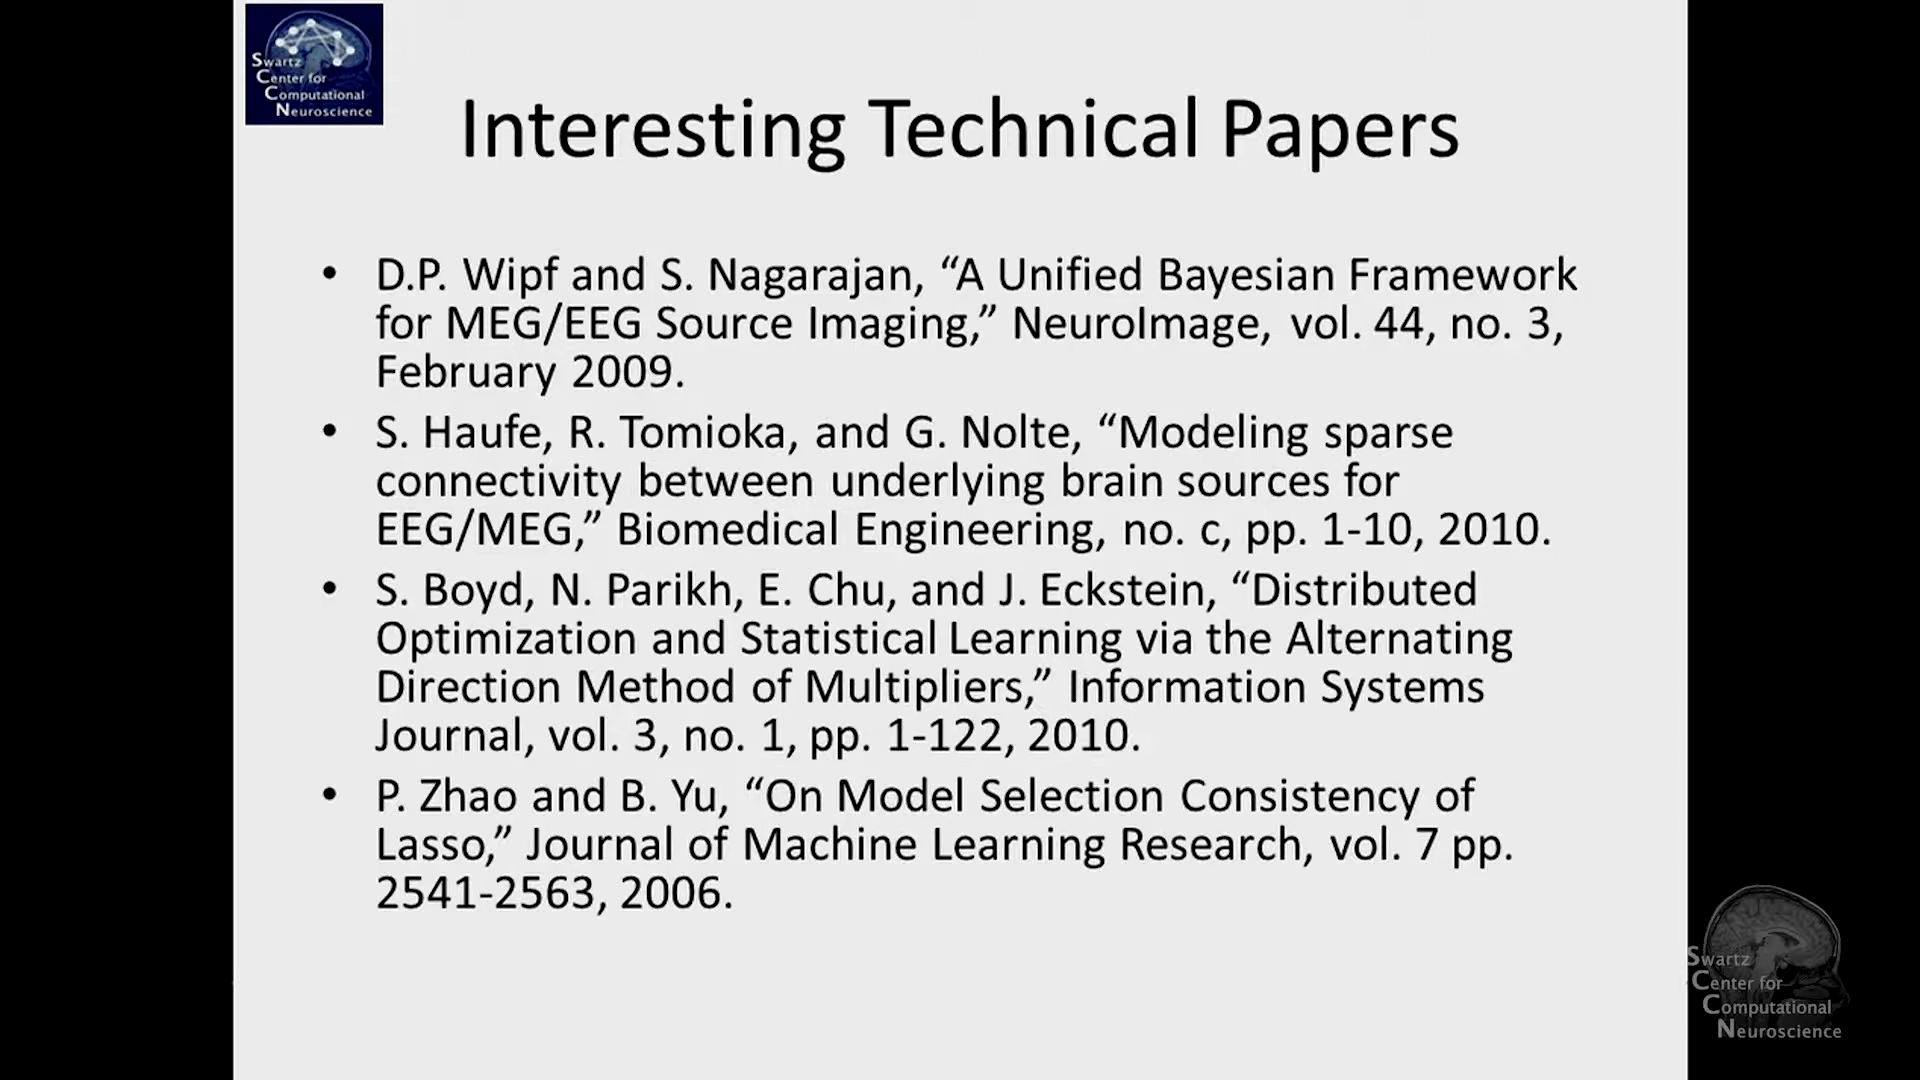 Swartz
Center for
Computational
Neuroscience
Interesting Technical Papers
• D.P. Wipf and S. Nagarajan, “A Unified Bayesian Framework
for MEG/EEG Source Imaging,” NeuroImage, vol. 44, no. 3,
February 2009.
• S. Haufe, R. Tomioka, and G. Nolte, “Modeling sparse
connectivity between underlying brain sources for
EEG/MEG,” Biomedical Engineering, no. c, pp. 1-10, 2010.
• S. Boyd, N. Parikh, E. Chu, and J. Eckstein, “Distributed
Optimization and Statistical Learning via the Alternating
Direction Method of Multipliers,” Information Systems
Journal, vol. 3, no. 1, pp. 1-122, 2010.
• P. Zhao and B. Yu, “On Model Selection Consistency of
Lasso,” Journal of Machine Learning Research, vol. 7 pp.
2541-2563, 2006.
Swartz
Center for
Computational
Neuroscience